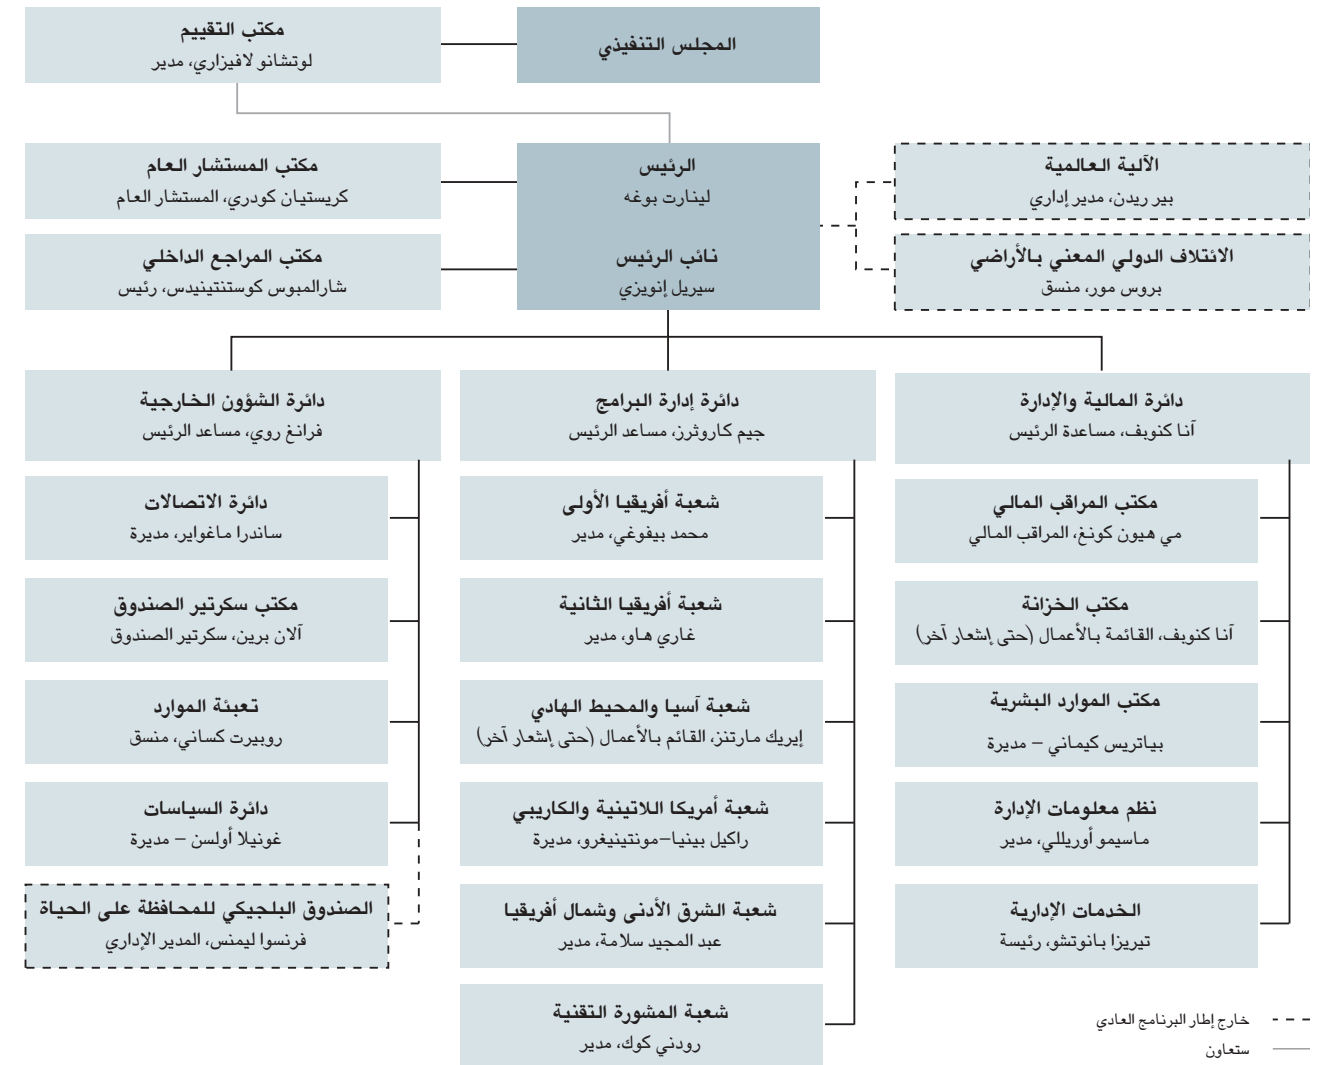 مكتب التقييم
لوتشانو لافيزاري، مدير
المجلس التنفيذي
الرئيس
لينارت بوغه
نائب الرئيس
سيريل إنويزي
مكتب المستشار العام
كريستيان كودري، المستشار العام
مكتب المراجع الداخلي
شارالمبوس كوستنتينيدس، رئيس
الآلية العالمية
بير ريدن، مدير إداري
الائتلاف الدولي المعني بالأراضي
بروس مور، منسق
دائرة المالية والإدارة
آنا كنوبف، مساعدة الرئيس
مكتب المراقب المالي
مي هيون كونغ، المراقب المالي
مكتب الخزانة
آنا كنوبف، القائمة بالأعمال (حتى إشعار آخر)
مكتب الموارد البشرية
بياتريس كيماني – مديرة
نظم معلومات الإدارة
ماسيمو أوريللي، مدير
الخدمات الإدارية
تيريزا بانوتشو، رئيسة
دائرة إدارة البرامج
جيم كاروثرز، مساعد الرئيس
شعبة أفريقيا الأولى
محمد بيفوغي، مدير
شعبة أفريقيا الثانية
غاري هاو، مدير
شعبة آسيا والمحيط الهادي
إيريك مارتنز، القائم بالأعمال (حتى إشعار آخر)
شعبة أمريكا اللاتينية والكاريبي
راكيل بينيا–مونتينيغرو، مديرة
شعبة الشرق الأدنى وشمال أفريقيا
عبد المجيد سلامة، مدير
شعبة المشورة التقنية
رودني كوك، مدير
دائرة الشؤون الخارجية
فرانغ روي، مساعد الرئيس
دائرة الاتصالات
ساندرا ماغواير، مديرة
مكتب سكرتير الصندوق
آلان برين، سكرتير الصندوق
تعبئة الموارد
روبيرت كساني، منسق
دائرة السياسات
غونيلا أولسن – مديرة
الصندوق البلجيكي للمحافظة على الحياة
فرنسوا ليمنس، المدير الإداري
خارج إطار البرنامج العادي
ستعاون